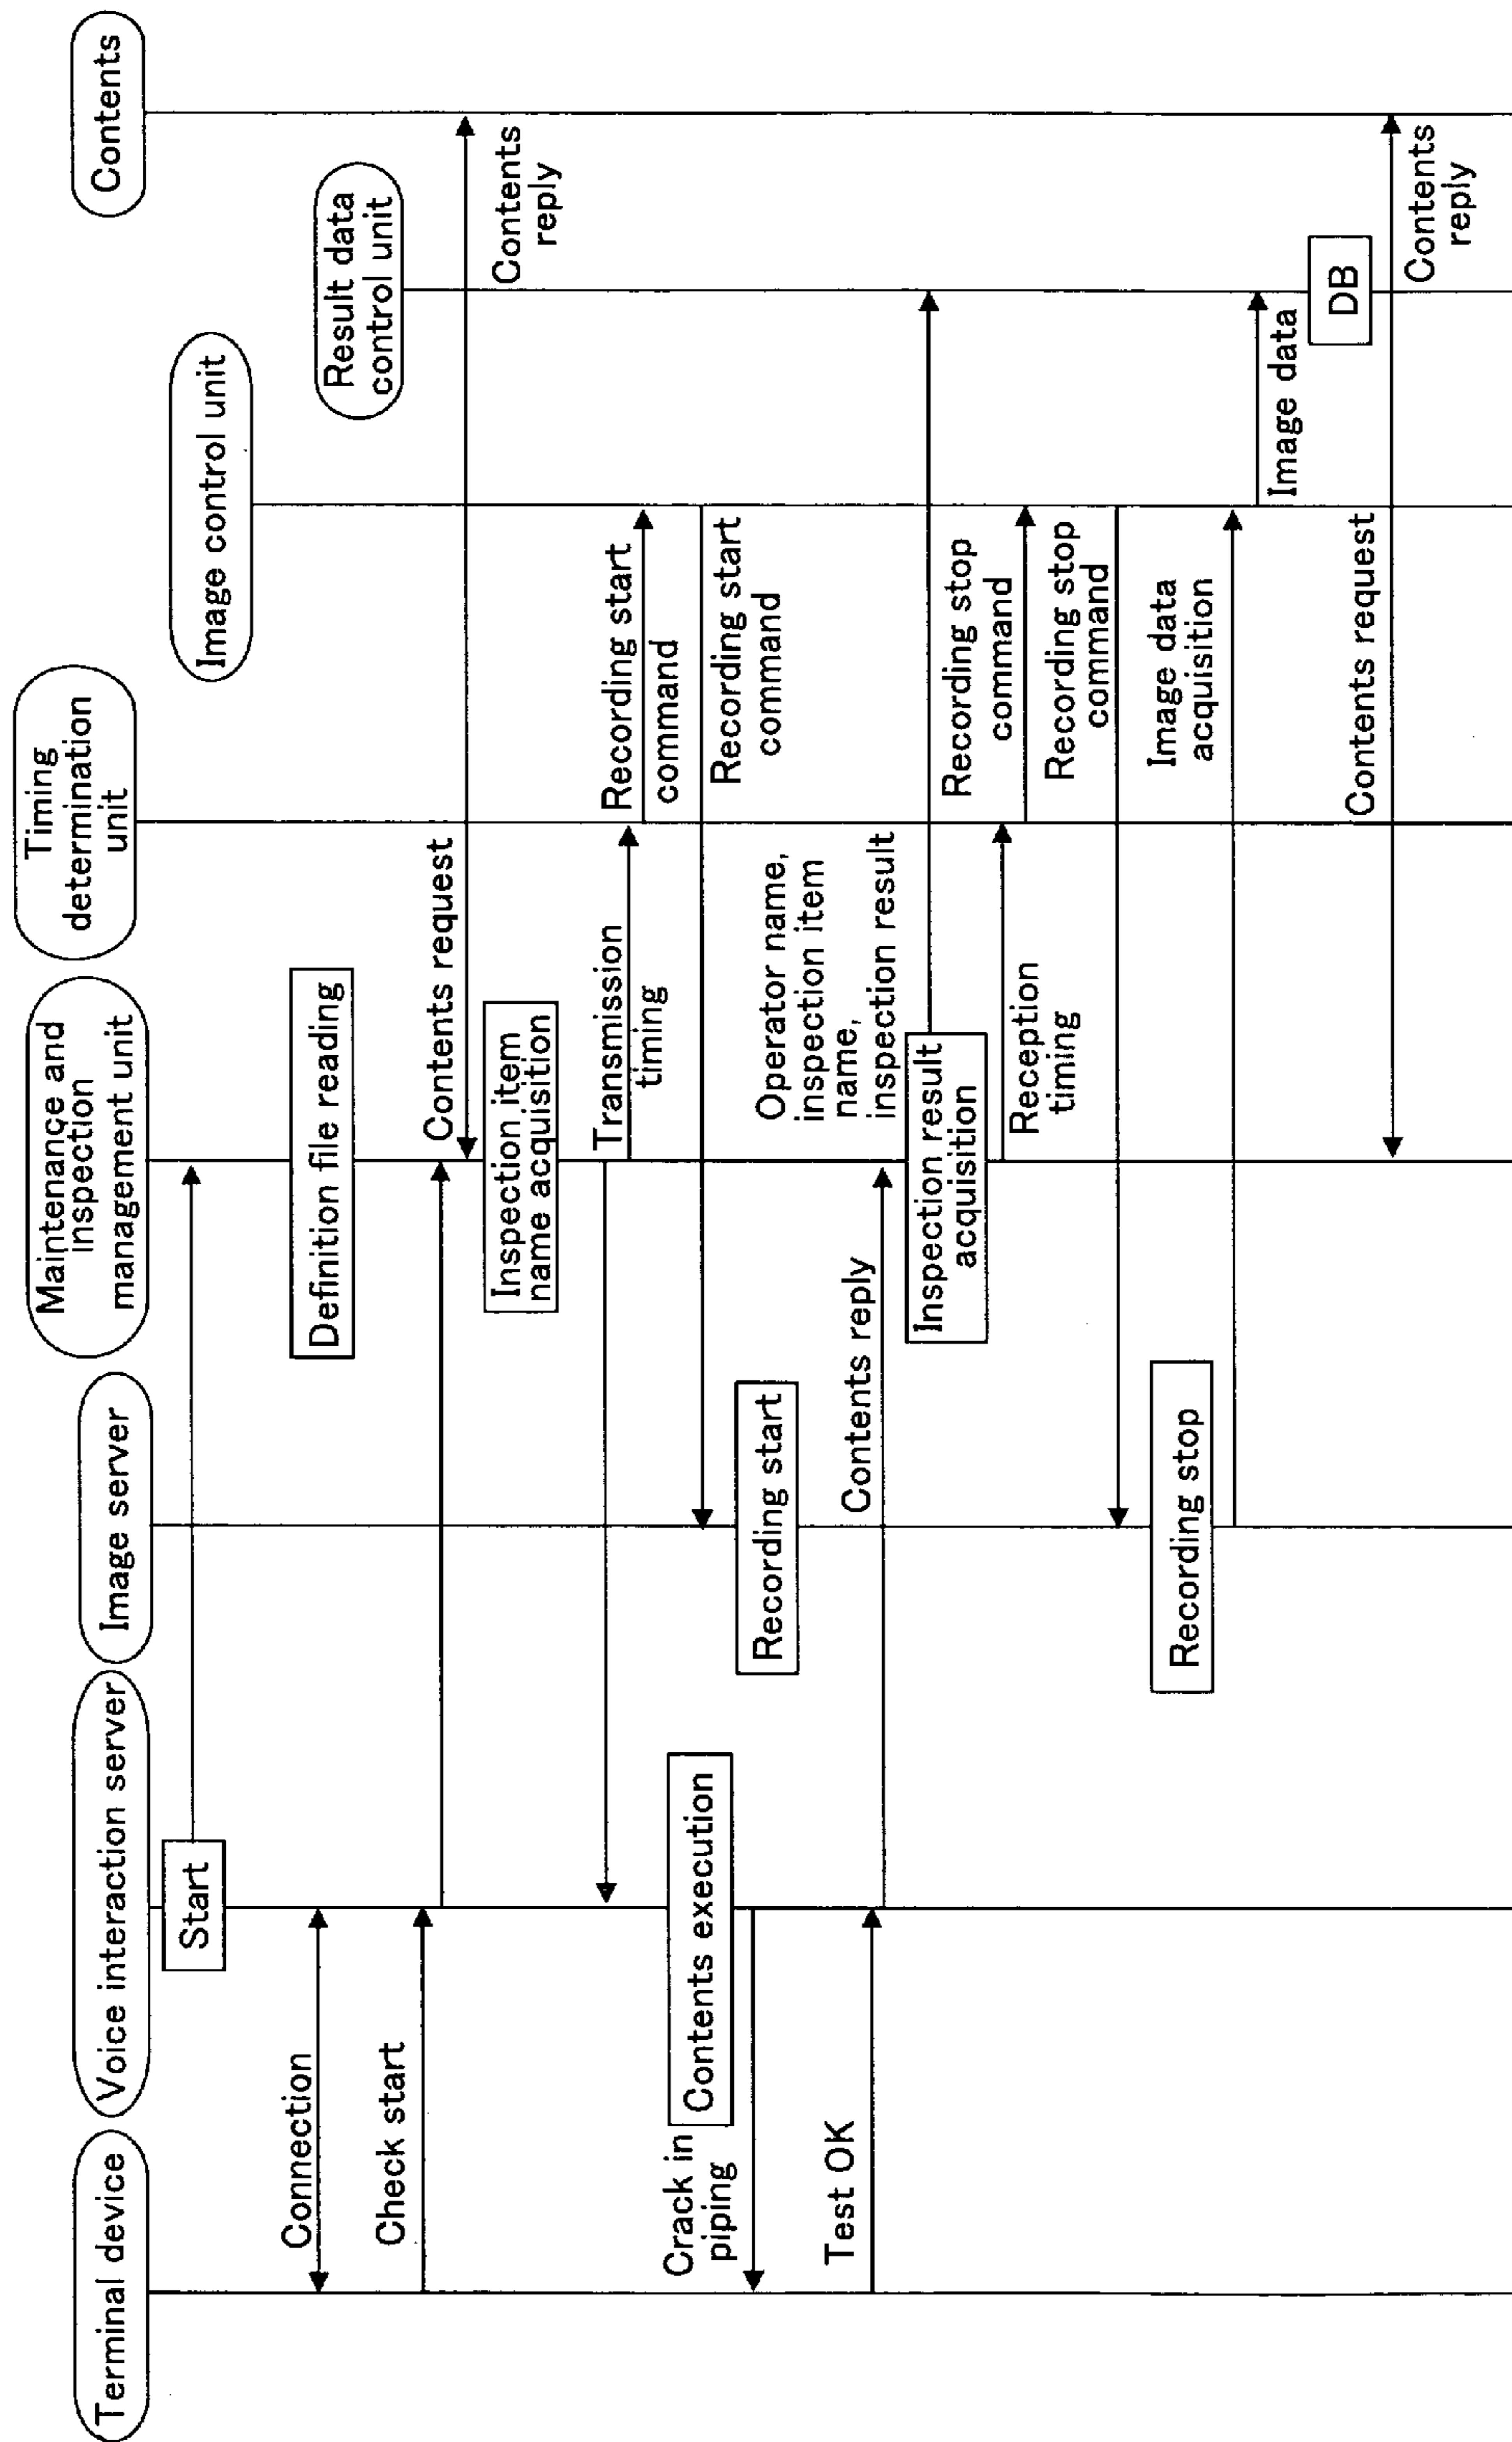 Terminal device
Voice interaction server
Image server
Maintenance and
inspection
management unit
Timing
determination
unit
Image control unit
Result data
control unit
Contents
Start
Connection
Definition file reading
Check start
Contents request
Contents
reply
Inspection item
name acquisition
Transmission
timing
Recording start
command
Recording start
command
Contents execution
Crack in
piping
Recording start
Test OK
Contents reply
Operator name,
inspection item
name,
inspection result
Inspection result
acquisition
Reception
timing
Recording stop
command
Recording stop
command
Recording stop
Image data
acquisition
Image data
DB
Contents request
Contents
reply